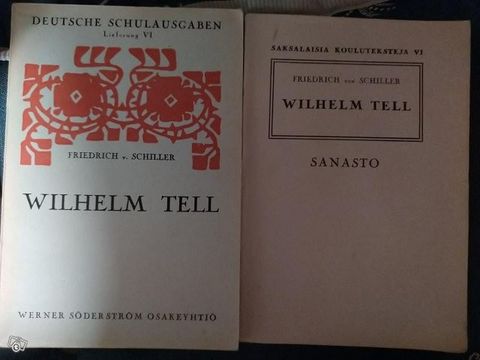 DEUTSCHE SCHULAUSGABEN
Lieferung VI
FRIEDRICH v. SCHILLER
WILHELM TELL
WERNER SÖDERSTRÖM OSAKEYHTIÖ
SAKSALAISIA KOULUTEKSTEJÄ VI
FRIEDRICH von SCHILLER
WILHELM TELL
SANASTO